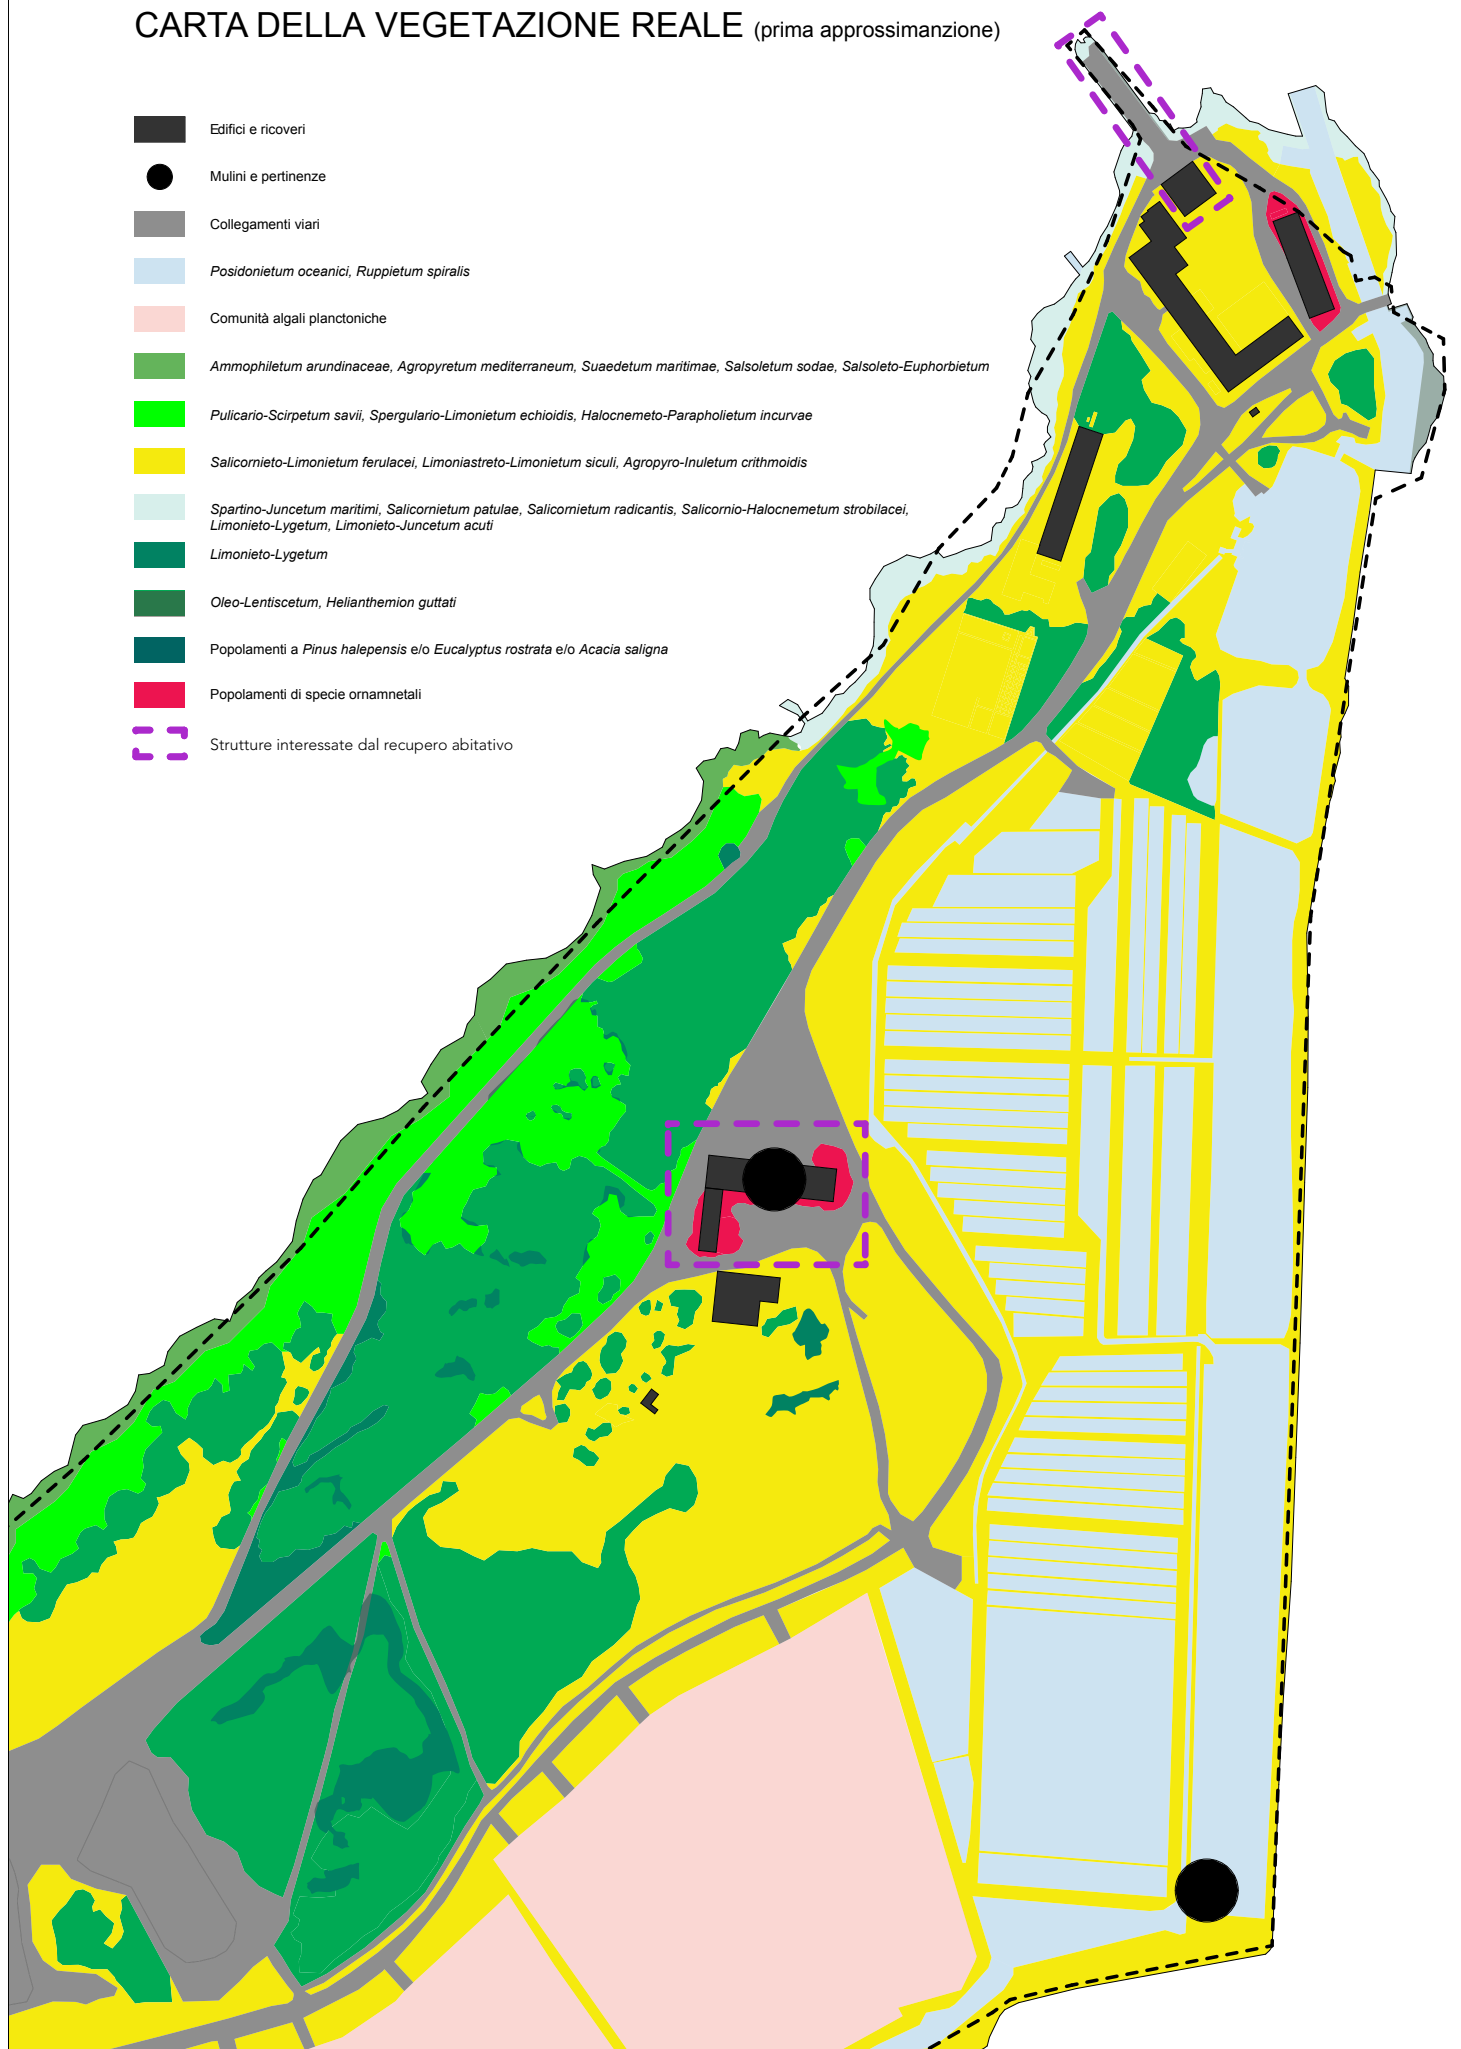 CARTA DELLA VEGETAZIONE REALE (prima approssimanzione)
Edifici e ricoveri
Mulini e pertinenze
Collegamenti viari
Posidonietum oceanici, Ruppietum spiralis
Comunità algali planctoniche
Ammophiletum arundinaceae, Agropyretum mediterraneum, Suaedetum maritimae, Salsoletum sodae, Salsoleto-Euphorbietum
Pulicario-Scirpetum savii, Spergulario-Limonietum echioidis, Halocnemeto-Parapholietum incurvae
Salicornieto-Limonietum ferulacei, Limoniastreto-Limonietum siculi, Agropyro-Inuletum crithmoidis
Spartino-Juncetum maritimi, Salicornietum patulae, Salicornietum radicantis, Salicornio-Halocnemetum strobilacei,
Limonieto-Lygetum, Limonieto-Juncetum acuti
Limonieto-Lygetum
Oleo-Lentiscetum, Helianthemion guttati
Popolamenti a Pinus halepensis e/o Eucalyptus rostrata e/o Acacia saligna
Popolamenti di specie ornamnetali
Strutture interessate dal recupero abitativo